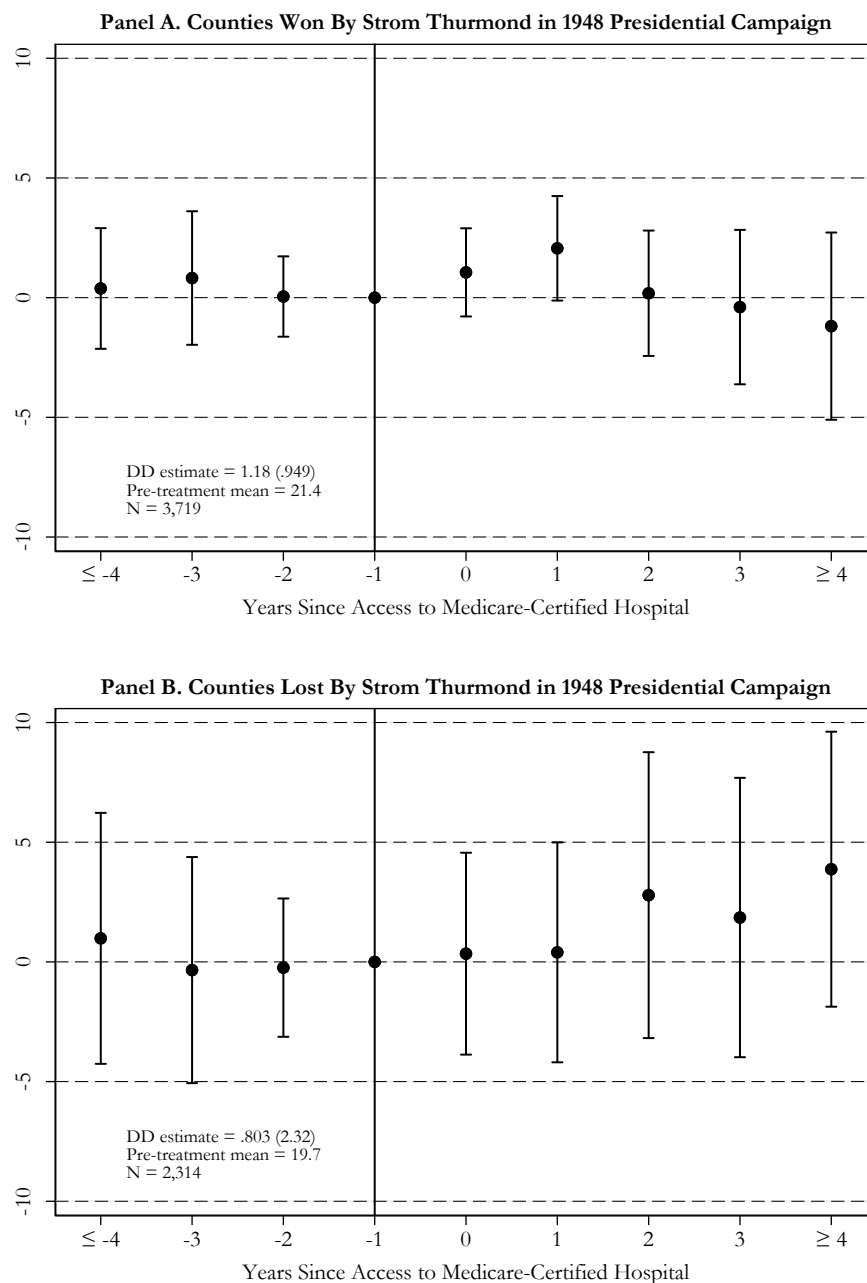 Panel A. Counties Won By Strom Thurmond in 1948 Presidential Campaign
10
5
0
-5
-10
DD estimate = 1.18 (.949)
Pre-treatment mean = 21.4
N = 3,719
≤ -4 -3 -2 -1 0 1 2 3 ≥ 4
Years Since Access to Medicare-Certified Hospital
Panel B. Counties Lost By Strom Thurmond in 1948 Presidential Campaign
10
5
0
-5
-10
DD estimate = .803 (2.32)
Pre-treatment mean = 19.7
N = 2,314
≤ -4 -3 -2 -1 0 1 2 3 ≥ 4
Years Since Access to Medicare-Certified Hospital